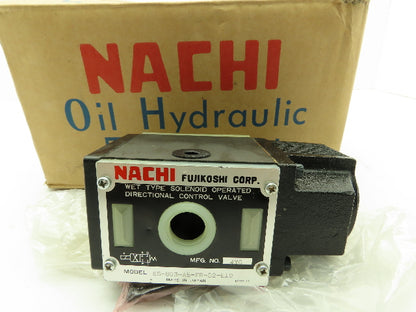 NACHI
Oil Hydraulic
NACHI FUJIKOSHI CORP.
WET TYPE SOLENOID OPERATED
DIRECTIONAL CONTROL VALVE
MFG. NO.
MODEL
MADE IN JAPAN